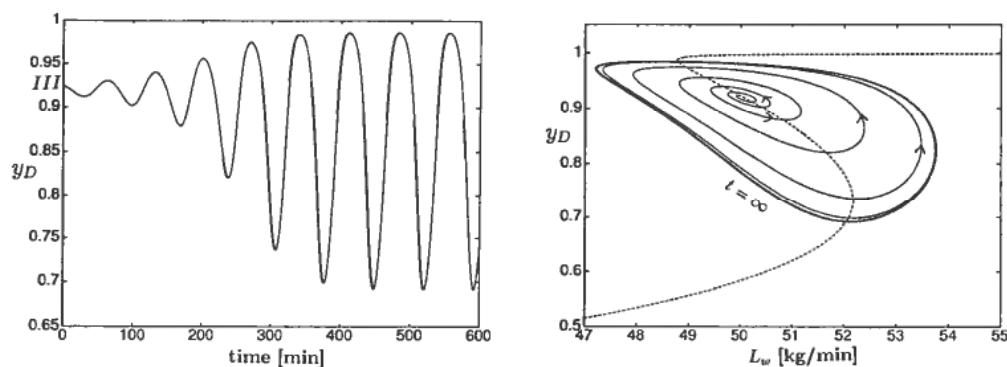 1
0.95
III
0.9
0.85
y_D
0.8
0.75
0.7
0.65
0 100 200 300 400 500 600
time [min]
1
0.9
y_D
0.8
0.7
0.6
0.5
t = ∞
47 48 49 50 51 52 53 54 55
L_w [kg/min]